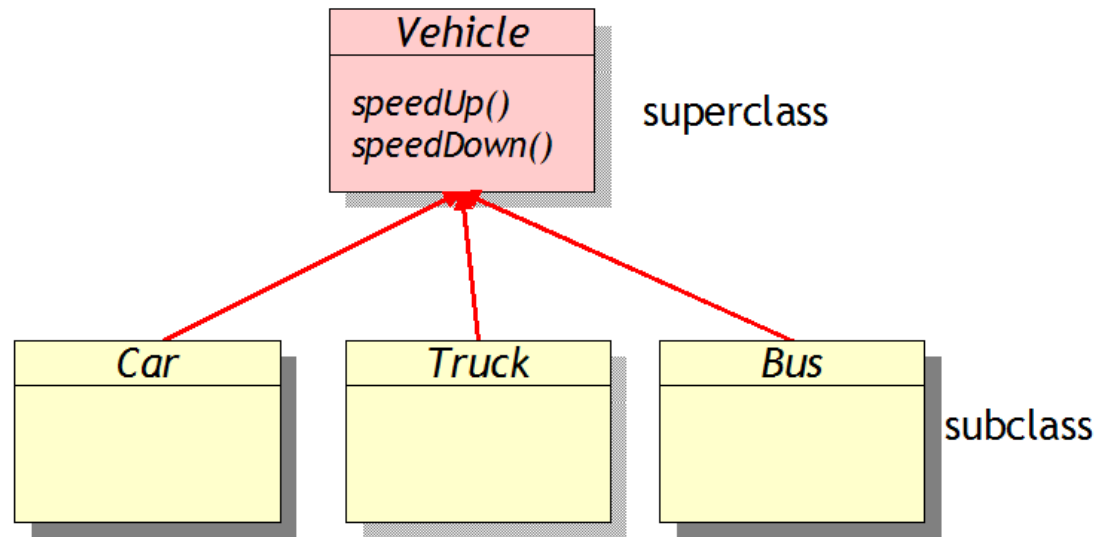 Vehicle
speedUp()
speedDown()
superclass
Car
Truck
Bus
subclass